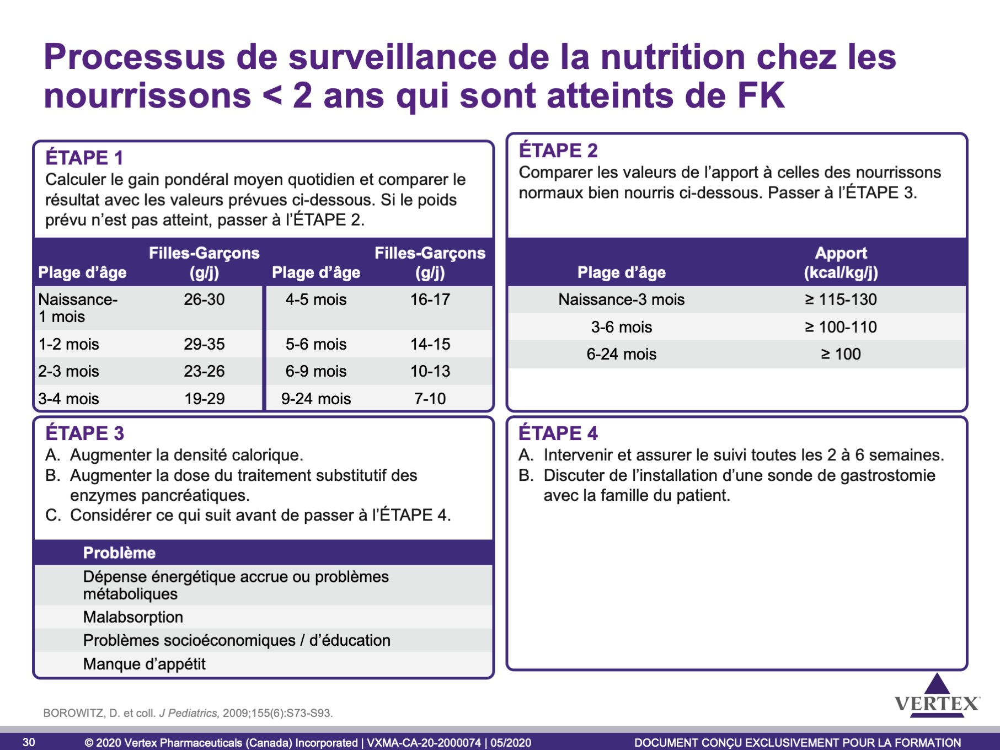 Processus de surveillance de la nutrition chez les
nourrissons < 2 ans qui sont atteints de FK
ÉTAPE 1
Calculer le gain pondéral moyen quotidien et comparer le
résultat avec les valeurs prévues ci-dessous. Si le poids
prévu n’est pas atteint, passer à l’ÉTAPE 2.
Plage d’âge Filles-Garçons (g/j) Plage d’âge Filles-Garçons (g/j)
Naissance-1 mois 26-30 4-5 mois 16-17
1-2 mois 29-35 5-6 mois 14-15
2-3 mois 23-26 6-9 mois 10-13
3-4 mois 19-29 9-24 mois 7-10
ÉTAPE 2
Comparer les valeurs de l’apport à celles des nourrissons
normaux bien nourris ci-dessous. Passer à l’ÉTAPE 3.
Plage d’âge Apport (kcal/kg/j)
Naissance-3 mois ≥ 115-130
3-6 mois ≥ 100-110
6-24 mois ≥ 100
ÉTAPE 3
A. Augmenter la densité calorique.
B. Augmenter la dose du traitement substitutif des
enzymes pancréatiques.
C. Considérer ce qui suit avant de passer à l’ÉTAPE 4.
Problème
Dépense énergétique accrue ou problèmes
métaboliques
Malabsorption
Problèmes socioéconomiques / d’éducation
Manque d’appétit
ÉTAPE 4
A. Intervenir et assurer le suivi toutes les 2 à 6 semaines.
B. Discuter de l’installation d’une sonde de gastrostomie
avec la famille du patient.
VERTEX
BOROWITZ, D. et coll. J Pediatrics, 2009;155(6):S73-S93.
30 © 2020 Vertex Pharmaceuticals (Canada) Incorporated | VXMA-CA-20-2000074 | 05/2020 DOCUMENT CONÇU EXCLUSIVEMENT POUR LA FORMATION